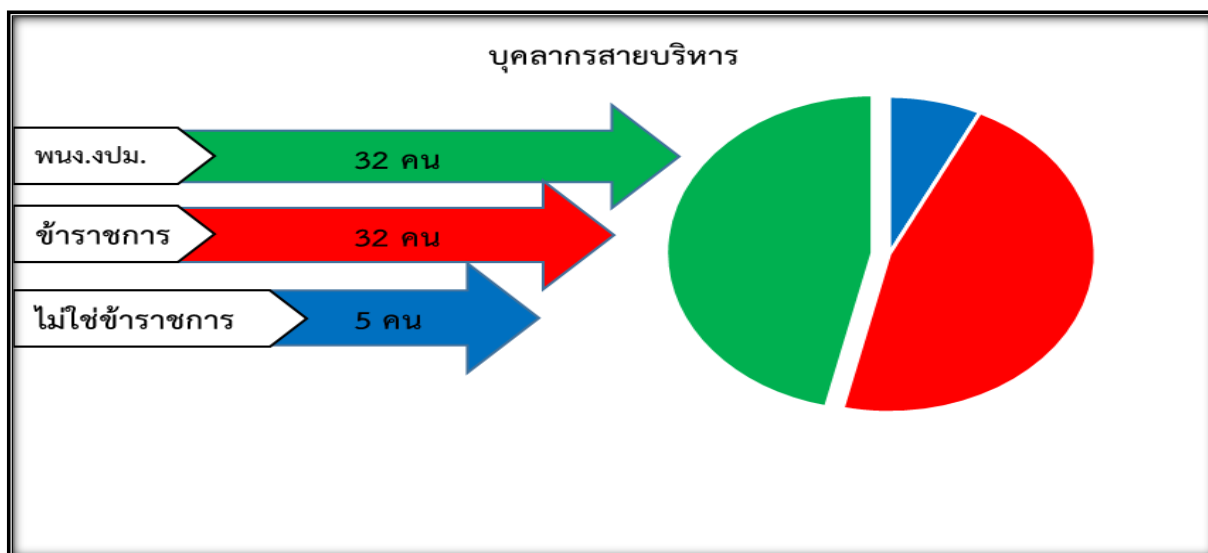 บุคลากรสายบริหาร
พนง.งปม.
32 คน
ข้าราชการ
32 คน
ไม่ใช่ข้าราชการ
5 คน